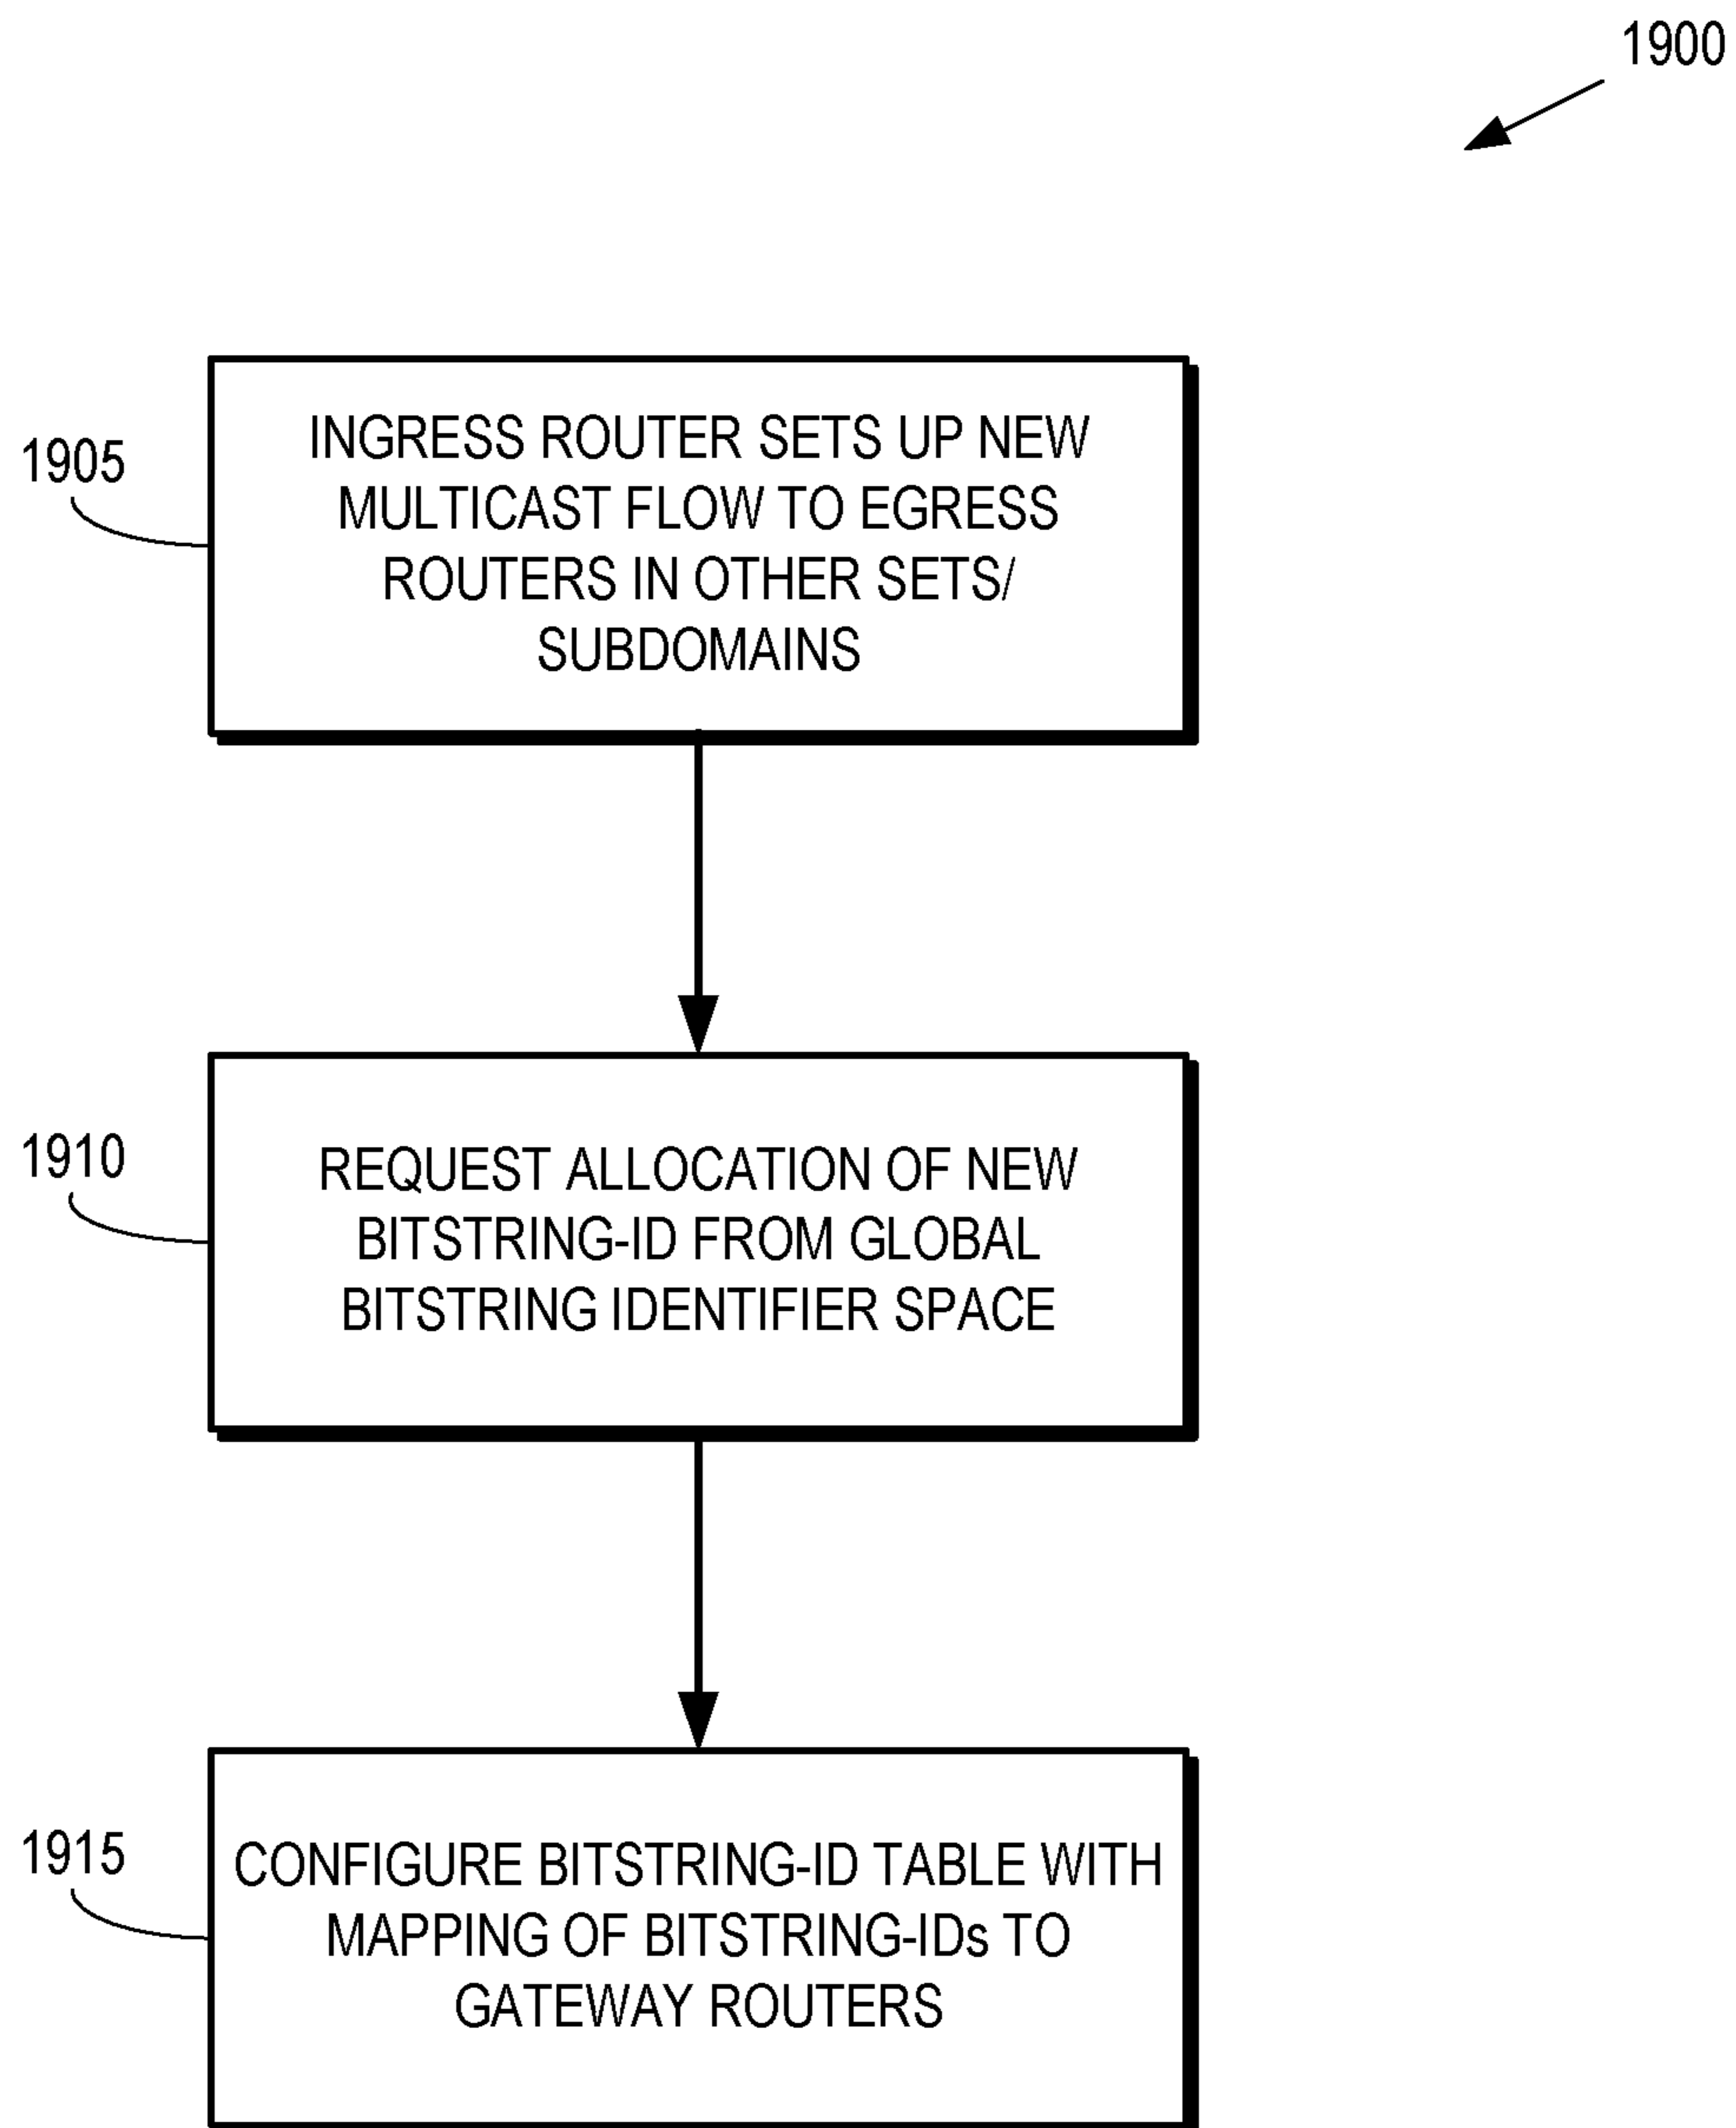 1900
1905
INGRESS ROUTER SETS UP NEW
MULTICAST FLOW TO EGRESS
ROUTERS IN OTHER SETS/
SUBDOMAINS
1910
REQUEST ALLOCATION OF NEW
BITSTRING-ID FROM GLOBAL
BITSTRING IDENTIFIER SPACE
1915
CONFIGURE BITSTRING-ID TABLE WITH
MAPPING OF BITSTRING-IDs TO
GATEWAY ROUTERS